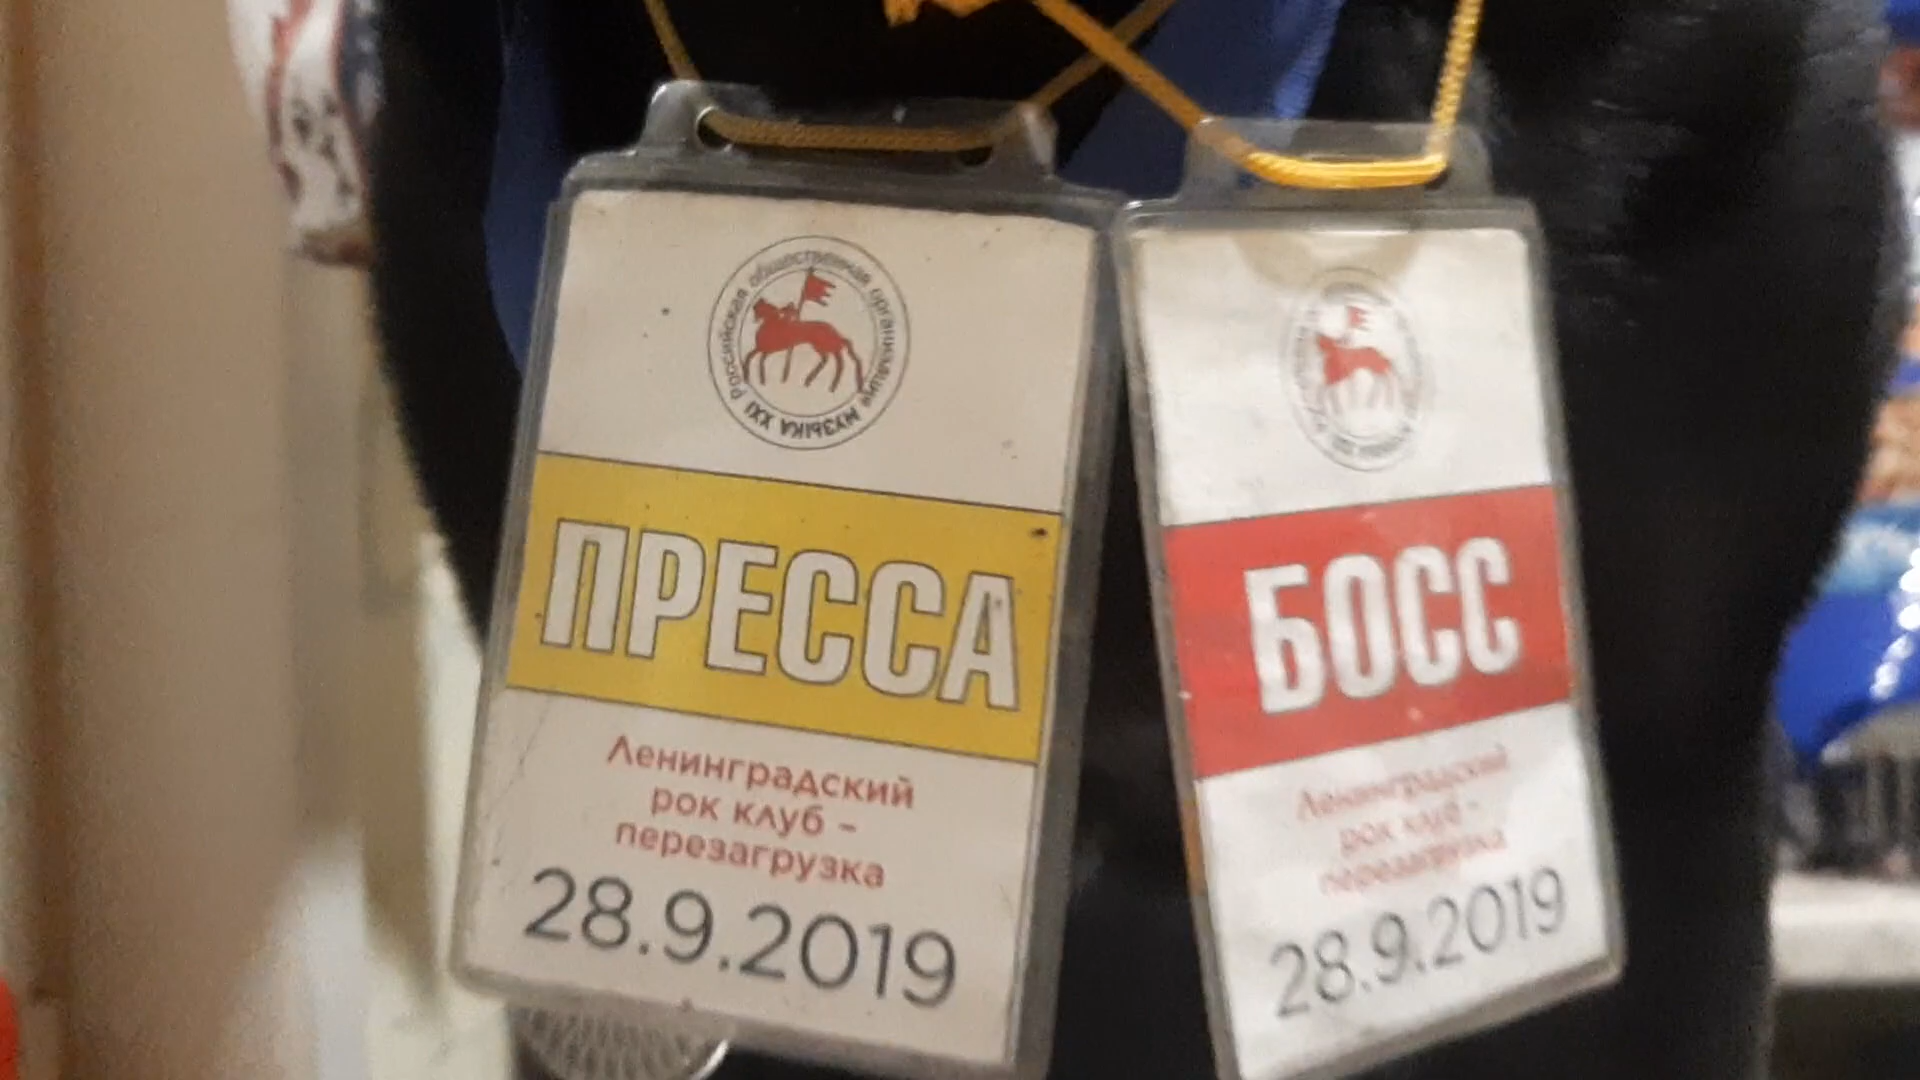 Российская общественная организация МУЗЫКА XXI
ПРЕССА
Ленинградский
рок клуб –
перезагрузка
28.9.2019
БОСС
Ленинградский
рок клуб –
перезагрузка
28.9.2019